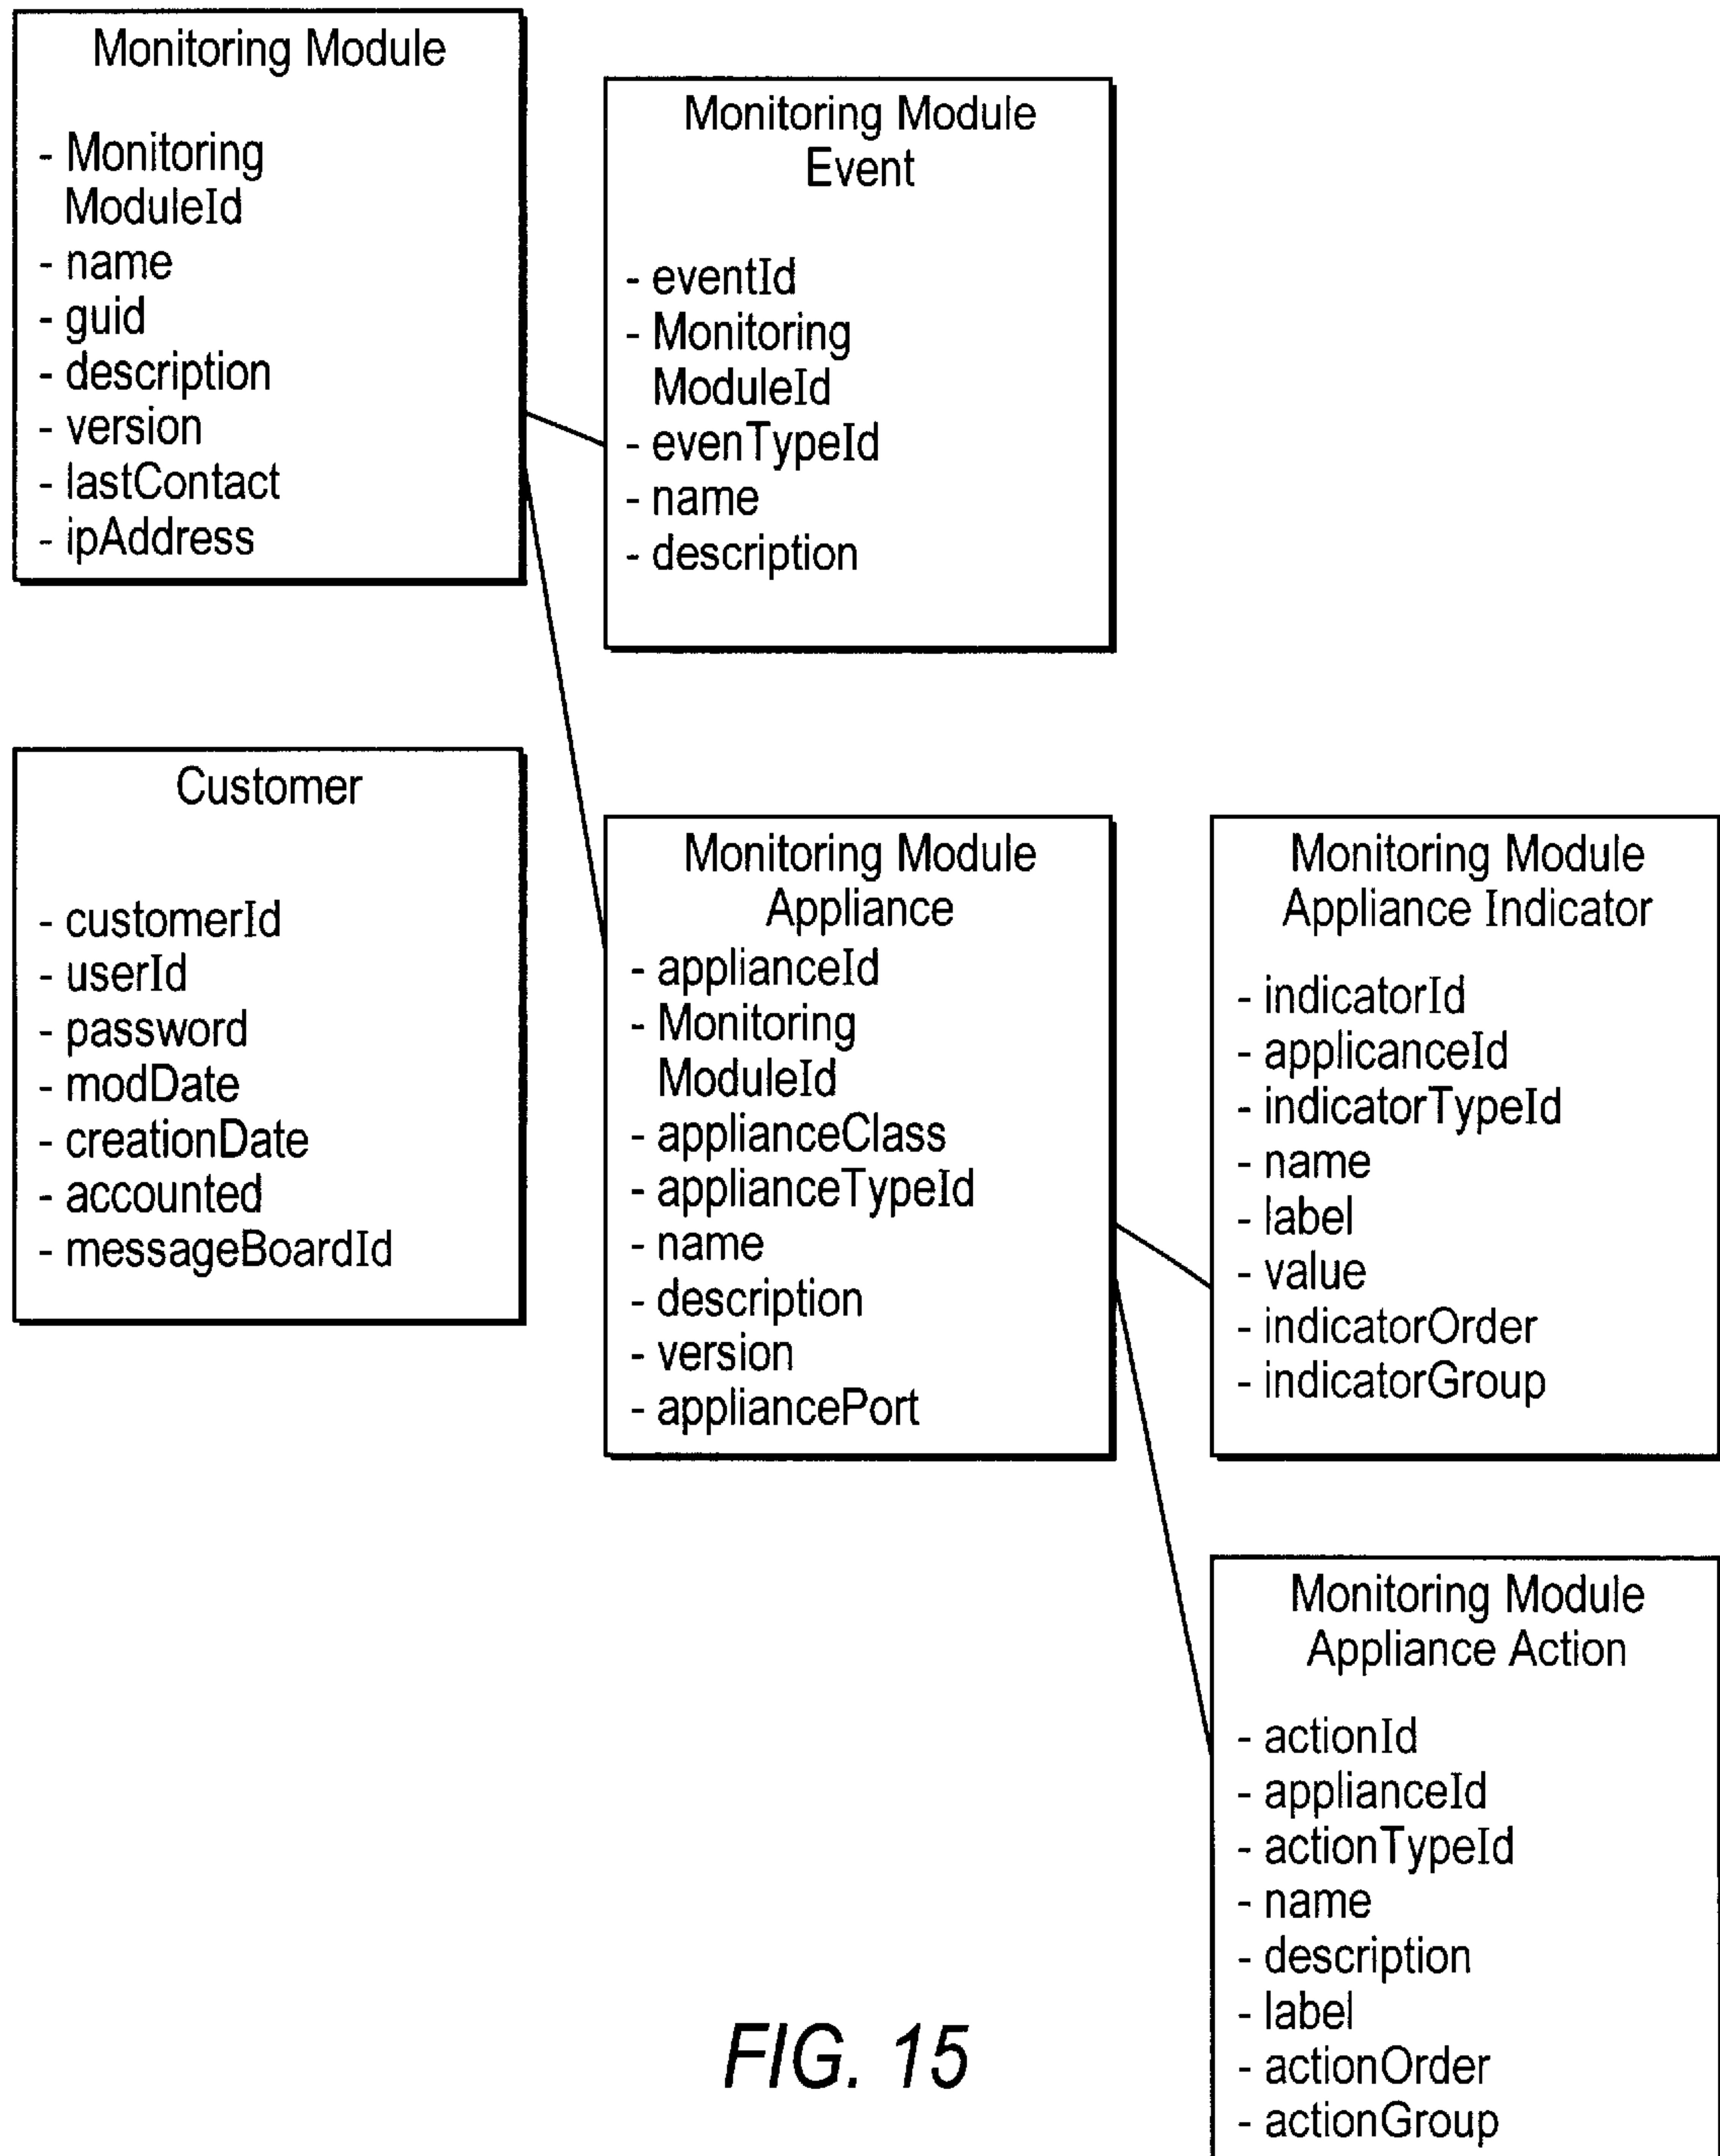 Monitoring Module
- Monitoring
ModuleId
- name
- guid
- description
- version
- lastContact
- ipAddress
Monitoring Module
Event
- eventId
- Monitoring
ModuleId
- evenTypeId
- name
- description
Customer
- customerId
- userId
- password
- modDate
- creationDate
- accounted
- messageBoardId
Monitoring Module
Appliance
- applianceId
- Monitoring
ModuleId
- applianceClass
- applianceTypeId
- name
- description
- version
- appliancePort
Monitoring Module
Appliance Indicator
- indicatorId
- applicanceId
- indicatorTypeId
- name
- label
- value
- indicatorOrder
- indicatorGroup
Monitoring Module
Appliance Action
- actionId
- applianceId
- actionTypeId
- name
- description
- label
- actionOrder
- actionGroup
FIG. 15